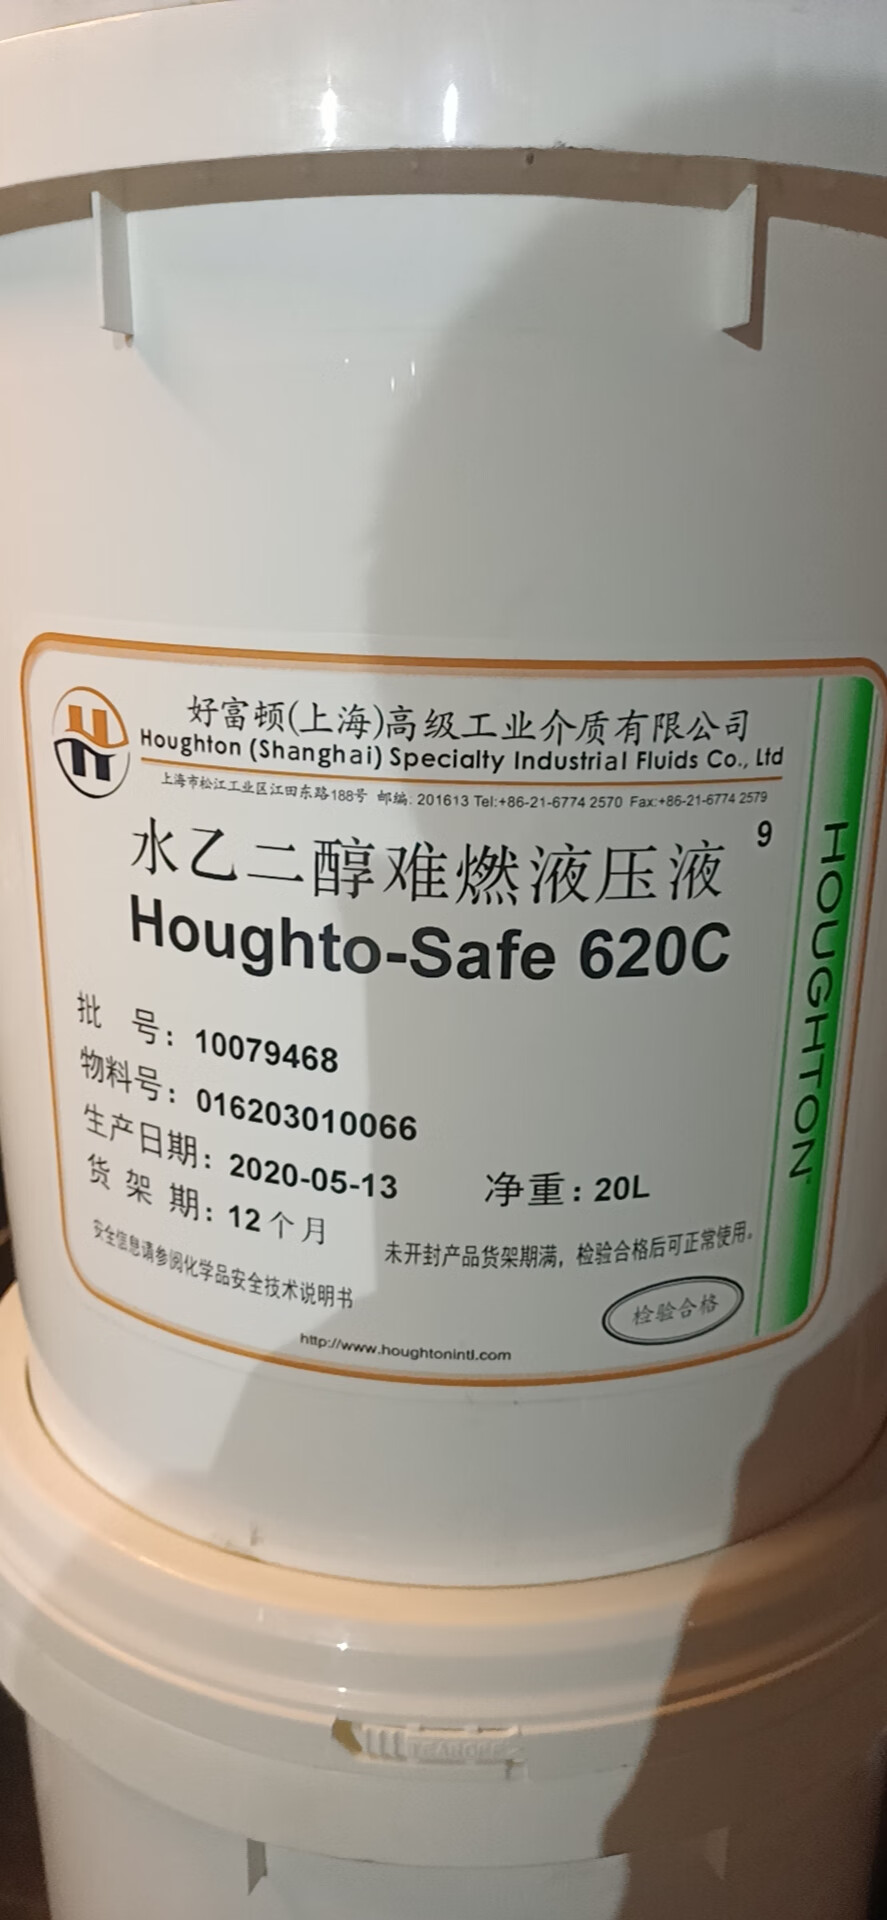 好富顿(上海)高级工业介质有限公司
Houghton (Shanghai) Specialty Industrial Fluids Co., Ltd
上海市松江工业区江田东路188号 邮编: 201613 Tel:+86-21-6774 2570 Fax:+86-21-6774 2579
9
水乙二醇难燃液压液
Houghto-Safe 620C
批 号: 10079468
物料号: 016203010066
生产日期: 2020-05-13
净重: 20L
货 架 期: 12个月
未开封产品货架期满，检验合格后可正常使用。
安全信息请参阅化学品安全技术说明书
检验合格
http://www.houghtonintl.com
HOUGHTON